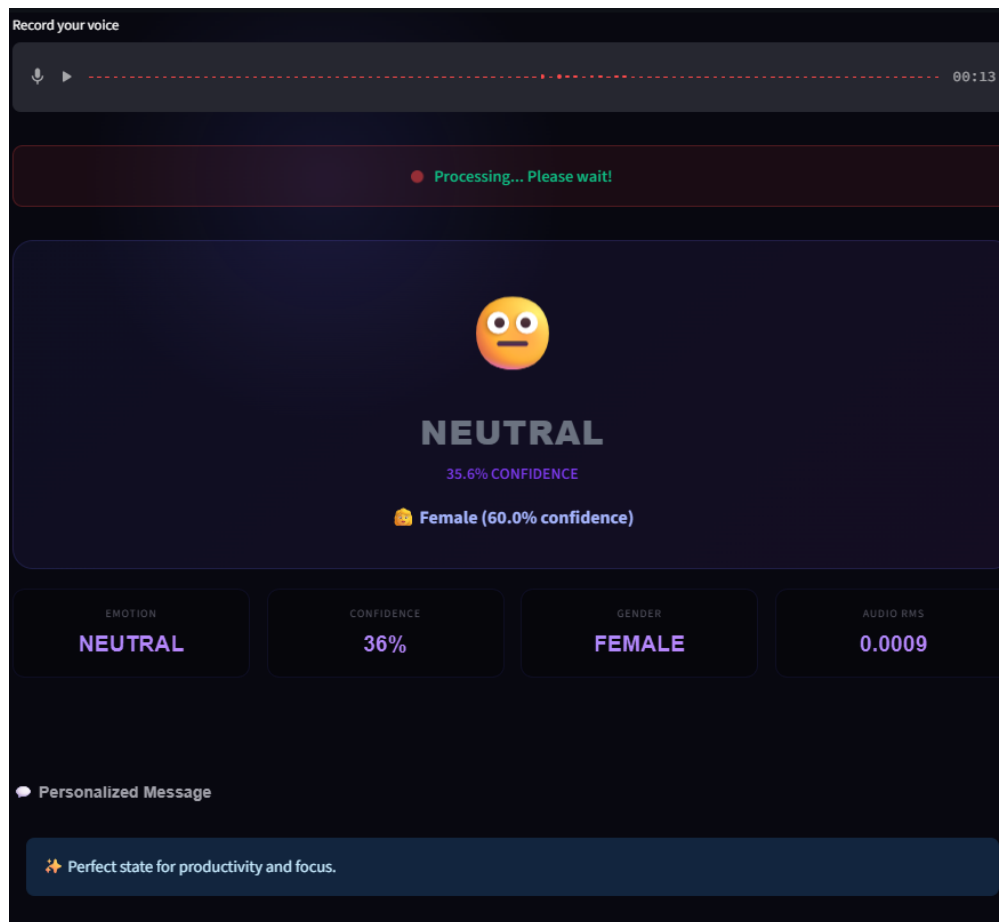 Record your voice
00:13
Processing... Please wait!
NEUTRAL
35.6% CONFIDENCE
Female (60.0% confidence)
EMOTION
NEUTRAL
CONFIDENCE
36%
GENDER
FEMALE
AUDIO RMS
0.0009
Personalized Message
Perfect state for productivity and focus.